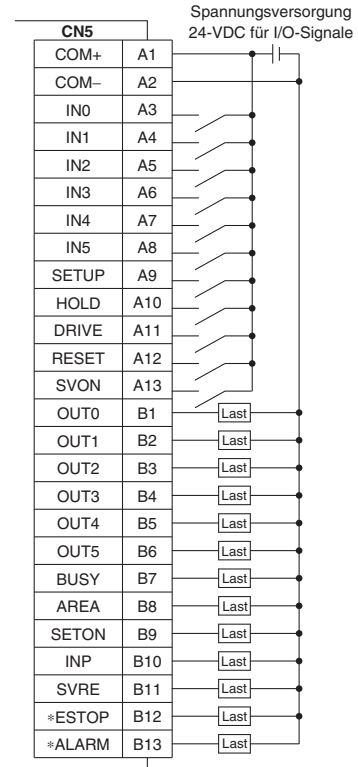 Spannungsversorgung
24-VDC für I/O-Signale
CN5
COM+ A1
COM− A2
IN0 A3
IN1 A4
IN2 A5
IN3 A6
IN4 A7
IN5 A8
SETUP A9
HOLD A10
DRIVE A11
RESET A12
SVON A13
OUT0 B1 Last
OUT1 B2 Last
OUT2 B3 Last
OUT3 B4 Last
OUT4 B5 Last
OUT5 B6 Last
BUSY B7 Last
AREA B8 Last
SETON B9 Last
INP B10 Last
SVRE B11 Last
∗ESTOP B12 Last
∗ALARM B13 Last